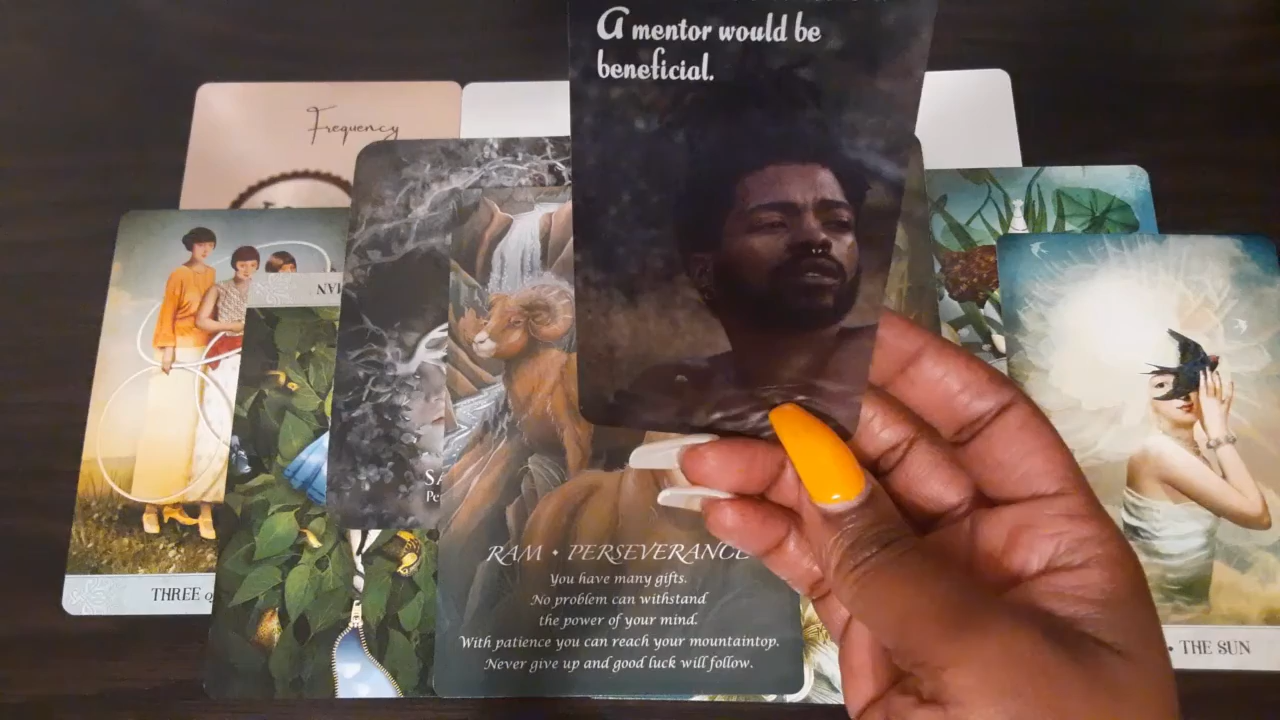 A mentor would be
beneficial.
Frequency
THREE
RAM • PERSEVERANCE
You have many gifts.
No problem can withstand
the power of your mind.
With patience you can reach your mountaintop.
Never give up and good luck will follow.
THE SUN